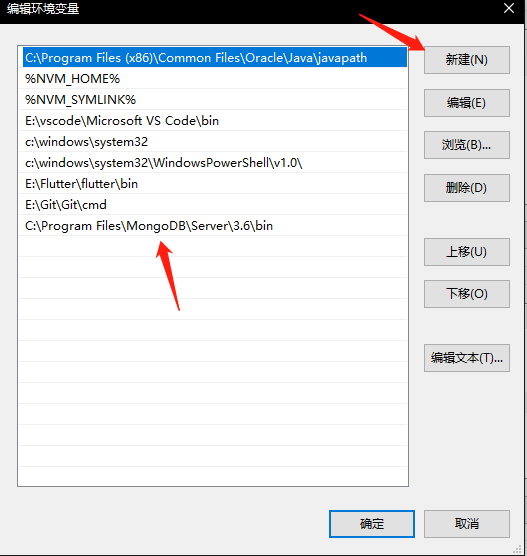 编辑环境变量
C:\Program Files (x86)\Common Files\Oracle\Java\javapath
%NVM_HOME%
%NVM_SYMLINK%
E:\vscode\Microsoft VS Code\bin
c:\windows\system32
c:\windows\system32\WindowsPowerShell\v1.0\
E:\Flutter\flutter\bin
E:\Git\Git\cmd
C:\Program Files\MongoDB\Server\3.6\bin
新建(N)
编辑(E)
浏览(B)...
删除(D)
上移(U)
下移(O)
编辑文本(T)...
确定
取消